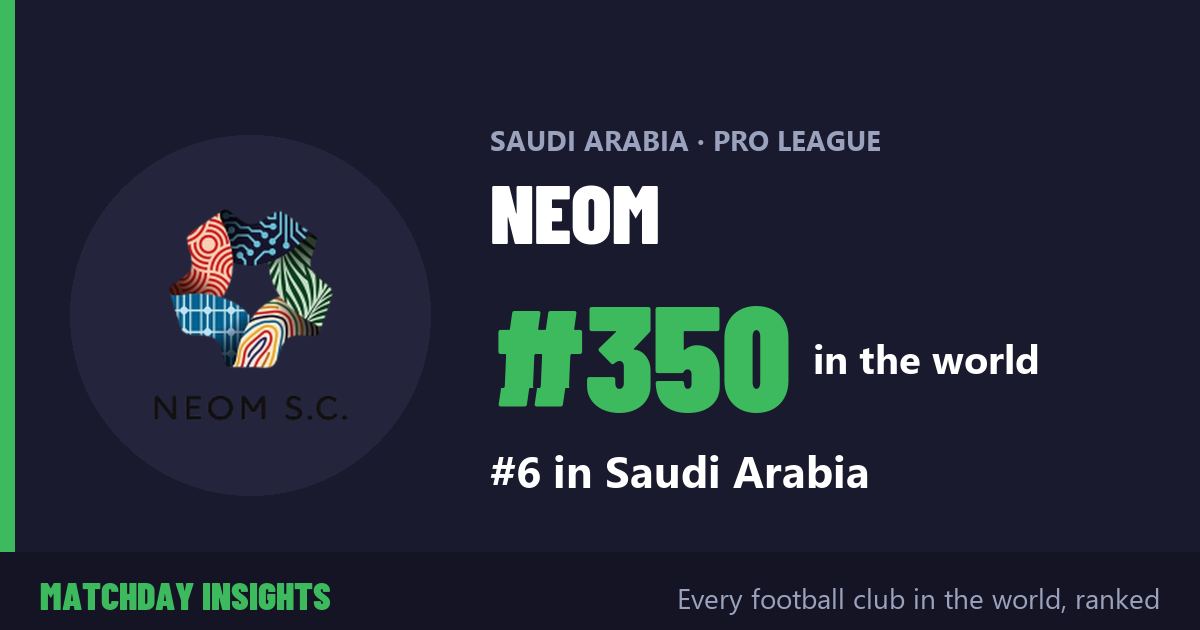 SAUDI ARABIA · PRO LEAGUE
NEOM
#350 in the world
#6 in Saudi Arabia
NEOM S.C.
MATCHDAY INSIGHTS
Every football club in the world, ranked